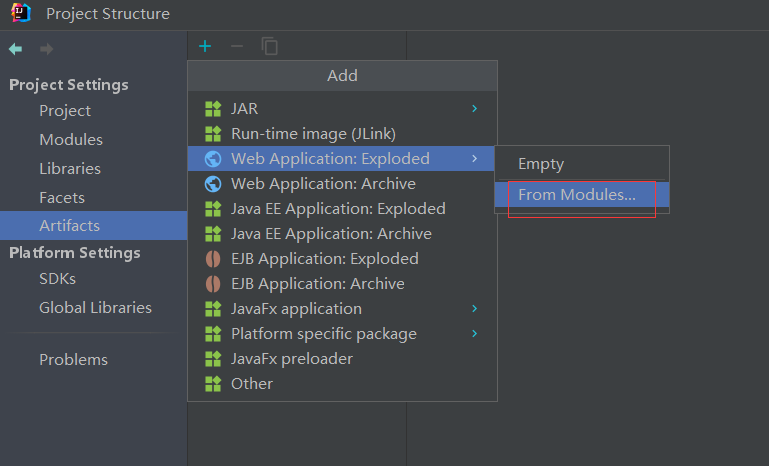 Project Structure
Project Settings
Project
Modules
Libraries
Facets
Artifacts
Platform Settings
SDKs
Global Libraries
Problems
Add
JAR
Run-time image (JLink)
Web Application: Exploded
Web Application: Archive
Java EE Application: Exploded
Java EE Application: Archive
EJB Application: Exploded
EJB Application: Archive
JavaFx application
Platform specific package
JavaFx preloader
Other
Empty
From Modules...